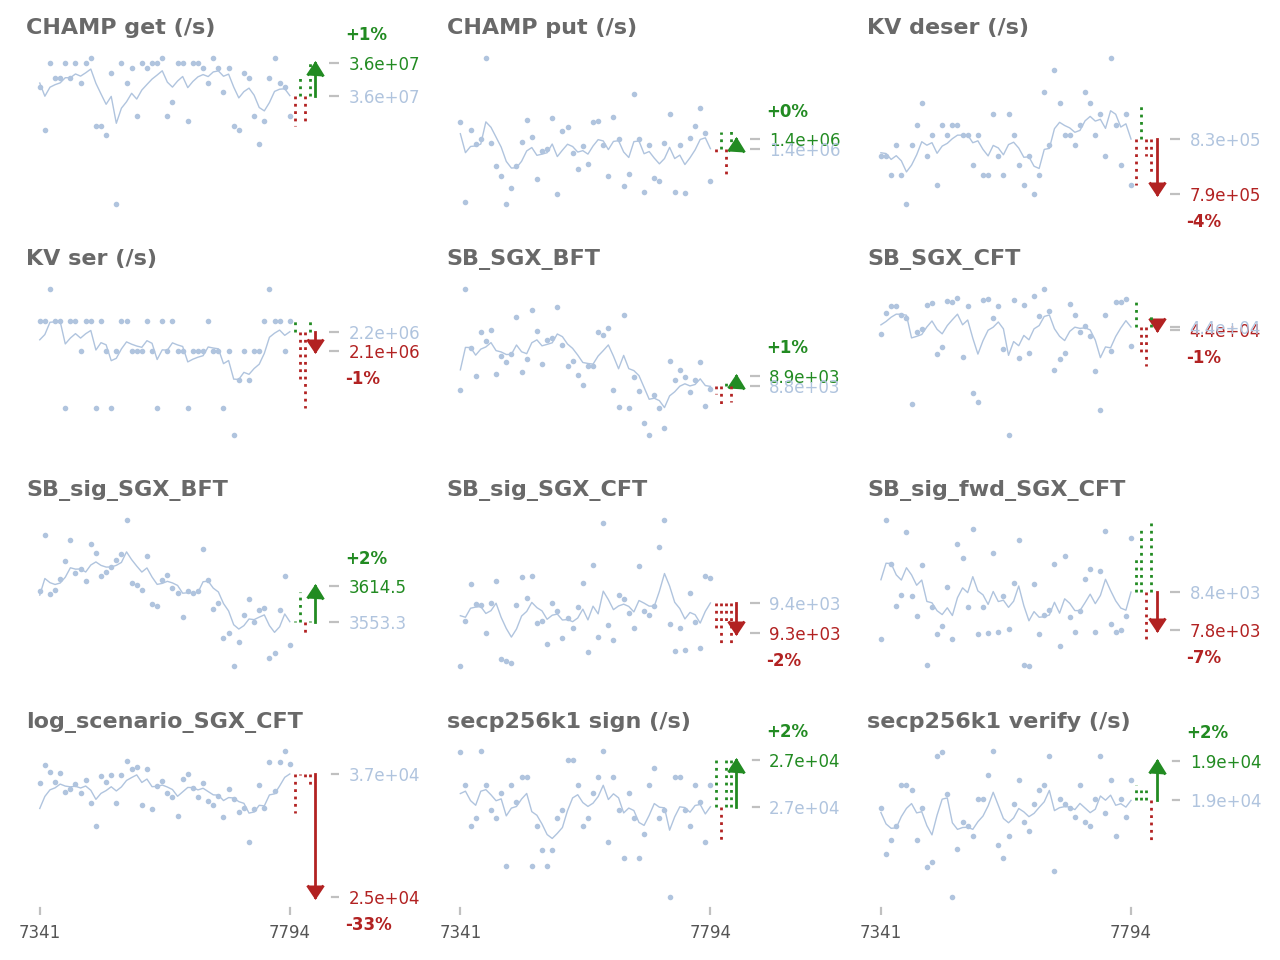 CHAMP get (/s)
+1%
3.6e+07
3.6e+07
CHAMP put (/s)
+0%
1.4e+06
1.4e+06
KV deser (/s)
8.3e+05
7.9e+05
-4%
KV ser (/s)
2.2e+06
2.1e+06
-1%
SB_SGX_BFT
+1%
8.9e+03
8.8e+03
SB_SGX_CFT
4.4e+04
4.4e+04
-1%
SB_sig_SGX_BFT
+2%
3614.5
3553.3
SB_sig_SGX_CFT
9.4e+03
9.3e+03
-2%
SB_sig_fwd_SGX_CFT
8.4e+03
7.8e+03
-7%
log_scenario_SGX_CFT
3.7e+04
2.5e+04
-33%
7341
7794
secp256k1 sign (/s)
+2%
2.7e+04
2.7e+04
7341
7794
secp256k1 verify (/s)
+2%
1.9e+04
1.9e+04
7341
7794